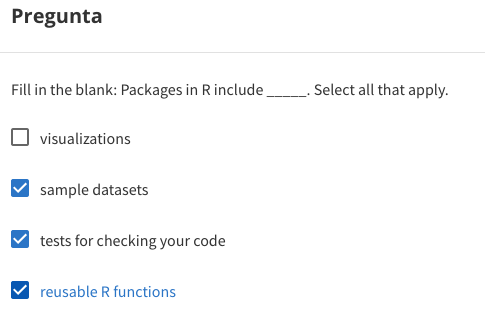 Pregunta
Fill in the blank: Packages in R include _____. Select all that apply.
visualizations
sample datasets
tests for checking your code
reusable R functions